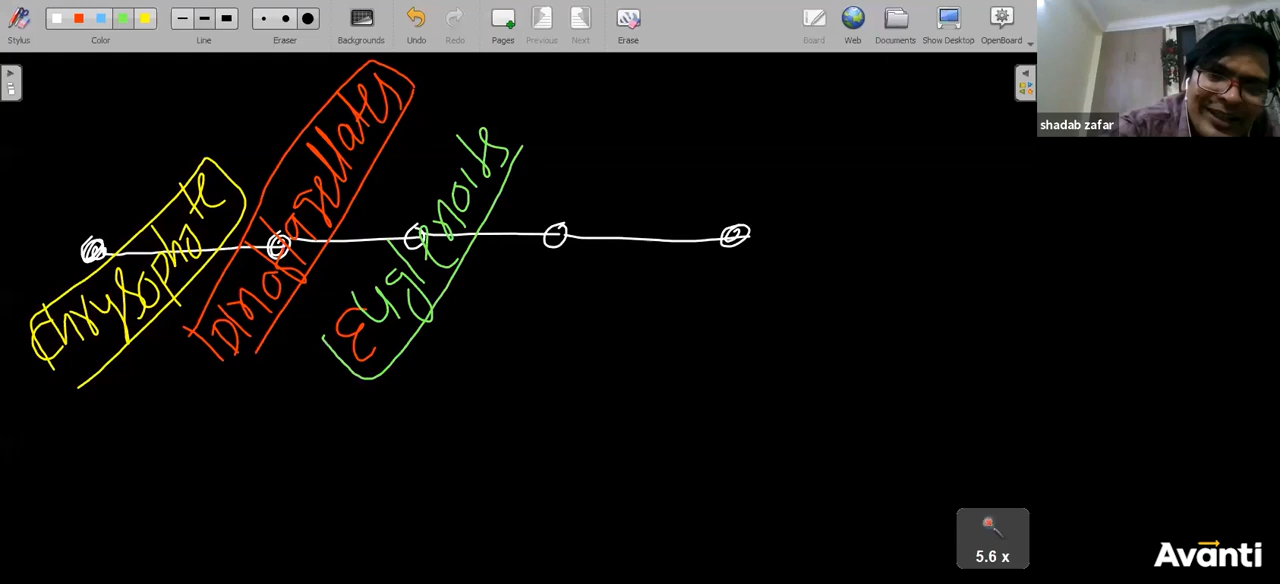 Stylus
Color
Line
Eraser
Backgrounds
Undo
Redo
Pages
Previous
Next
Erase
Board
Web
Documents
Show Desktop
OpenBoard
shadab zafar
Chrysophote
Dinoflagellates
Euglenoids
5.6 x
Avanti